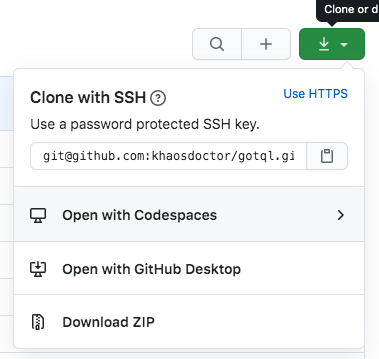 Clone or d
Clone with SSH ?
Use HTTPS
Use a password protected SSH key.
git@github.com:khaosdoctor/gotql.gi
Open with Codespaces
Open with GitHub Desktop
Download ZIP